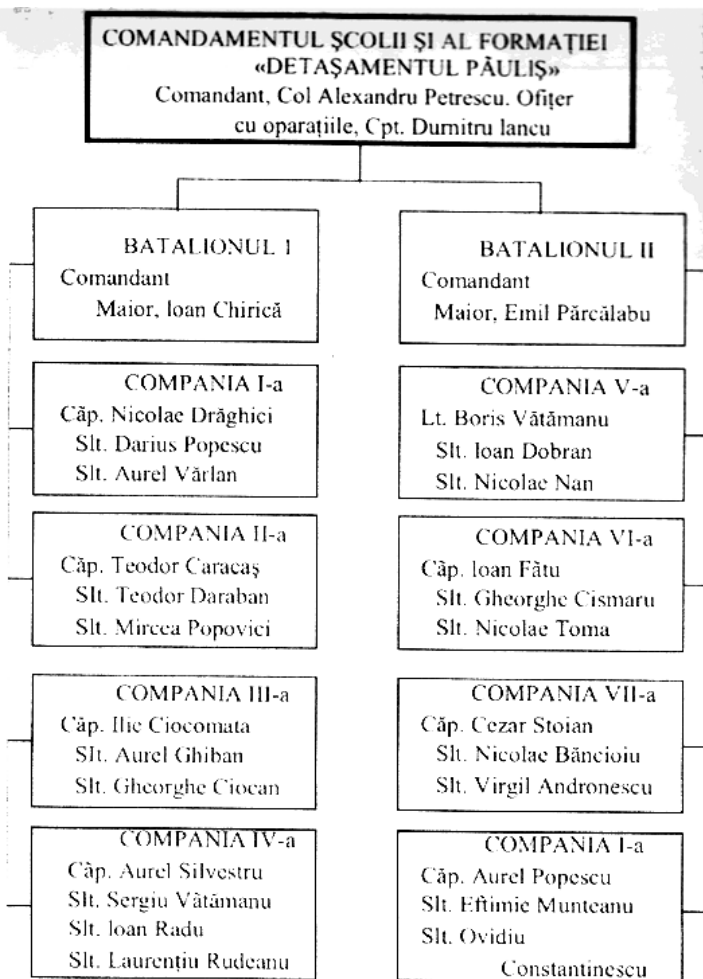 COMANDAMENTUL ŞCOLII ŞI AL FORMAŢIEI
«DETAŞAMENTUL PĂULIŞ»
Comandant, Col Alexandru Petrescu. Ofiţer
cu oparaţiile, Cpt. Dumitru Iancu
BATALIONUL I
Comandant
Maior, Ioan Chirică
COMPANIA I-a
Căp. Nicolae Drăghici
Slt. Darius Popescu
Slt. Aurel Vărlan
COMPANIA II-a
Căp. Teodor Caracaş
Slt. Teodor Daraban
Slt. Mircea Popovici
COMPANIA III-a
Căp. Ilie Ciocomata
Slt. Aurel Ghiban
Slt. Gheorghe Ciocan
COMPANIA IV-a
Căp. Aurel Silvestru
Slt. Sergiu Vătămanu
Slt. Ioan Radu
Slt. Laurenţiu Rudeanu
BATALIONUL II
Comandant
Maior, Emil Părcălabu
COMPANIA V-a
Lt. Boris Vătămanu
Slt. Ioan Dobran
Slt. Nicolae Nan
COMPANIA VI-a
Căp. Ioan Fătu
Slt. Gheorghe Cismaru
Slt. Nicolae Toma
COMPANIA VII-a
Căp. Cezar Stoian
Slt. Nicolae Băncioiu
Slt. Virgil Andronescu
COMPANIA I-a
Căp. Aurel Popescu
Slt. Eftimie Munteanu
Slt. Ovidiu
Constantinescu